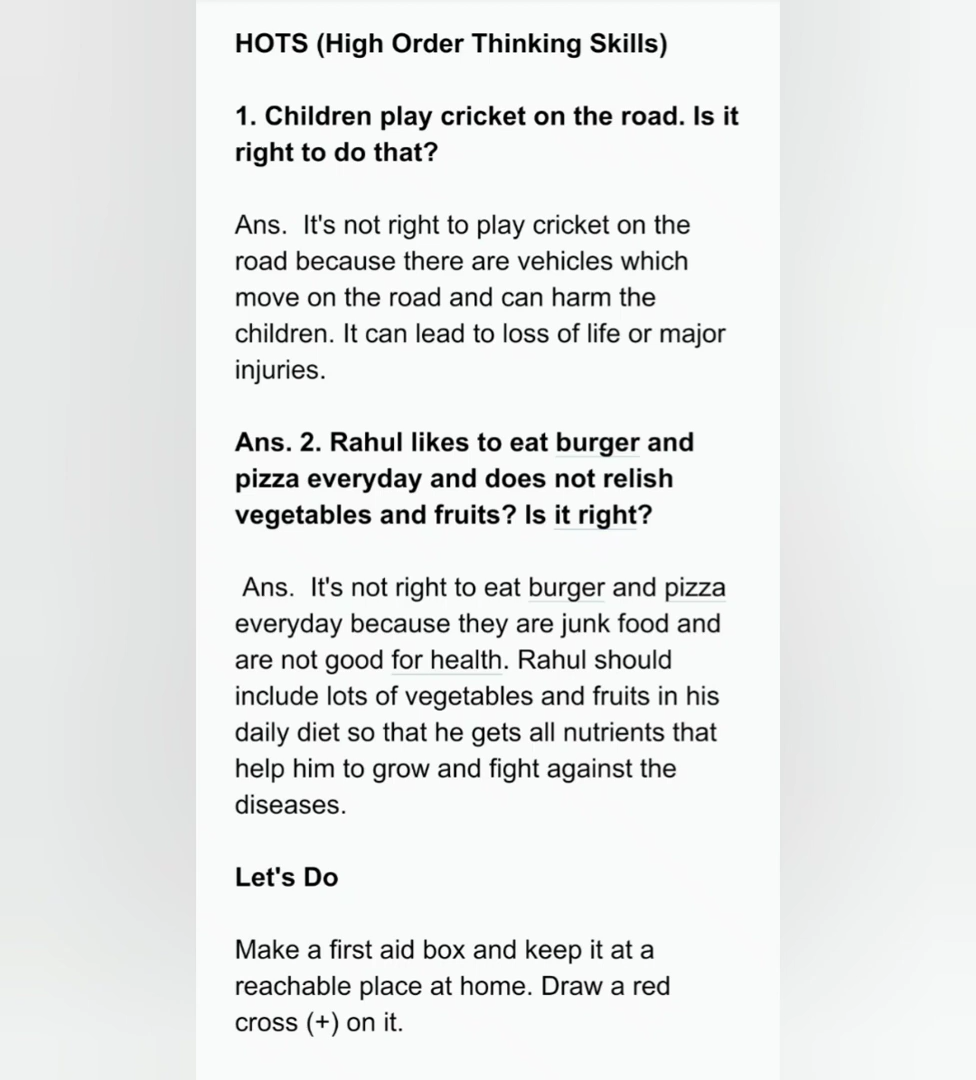 HOTS (High Order Thinking Skills)
1. Children play cricket on the road. Is it
right to do that?
Ans.  It's not right to play cricket on the
road because there are vehicles which
move on the road and can harm the
children. It can lead to loss of life or major
injuries.
Ans. 2. Rahul likes to eat burger and
pizza everyday and does not relish
vegetables and fruits? Is it right?
Ans.  It's not right to eat burger and pizza
everyday because they are junk food and
are not good for health. Rahul should
include lots of vegetables and fruits in his
daily diet so that he gets all nutrients that
help him to grow and fight against the
diseases.
Let's Do
Make a first aid box and keep it at a
reachable place at home. Draw a red
cross (+) on it.